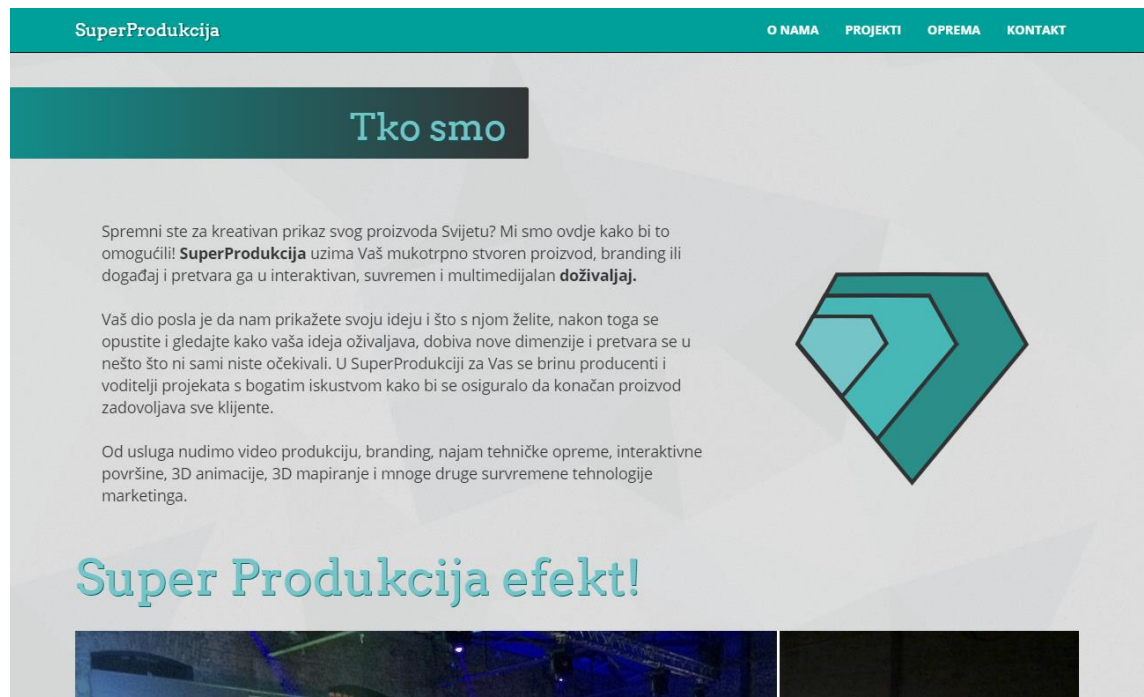 SuperProdukcija
O NAMA PROJEKTI OPREMA KONTAKT
Tko smo
Spremni ste za kreativan prikaz svog proizvoda Svijetu? Mi smo ovdje kako bi to
omogućili! SuperProdukcija uzima Vaš mukotrpno stvoren proizvod, branding ili
događaj i pretvara ga u interaktivan, suvremen i multimedijalan doživaljaj.
Vaš dio posla je da nam prikažete svoju ideju i što s njom želite, nakon toga se
opustite i gledajte kako vaša ideja oživaljava, dobiva nove dimenzije i pretvara se u
nešto što ni sami niste očekivali. U SuperProdukciji za Vas se brinu producenti i
voditelji projekata s bogatim iskustvom kako bi se osiguralo da konačan proizvod
zadovoljava sve klijente.
Od usluga nudimo video produkciju, branding, najam tehničke opreme, interaktivne
površine, 3D animacije, 3D mapiranje i mnoge druge survremene tehnologije
marketinga.
Super Produkcija efekt!